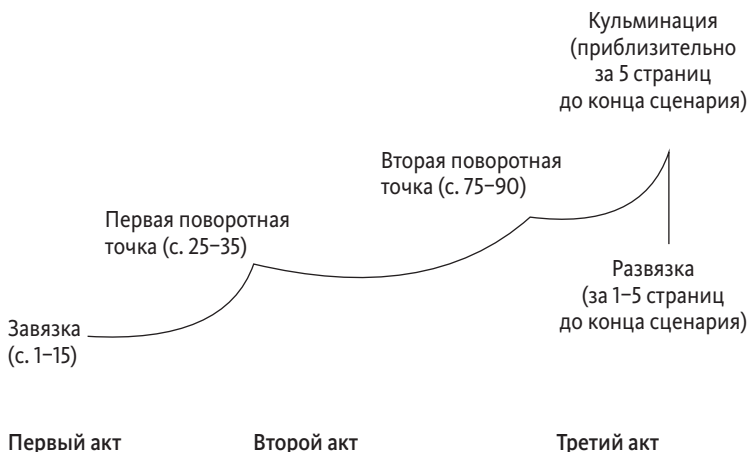 Кульминация
(приблизительно
за 5 страниц
до конца сценария)
Вторая поворотная
точка (с. 75–90)
Первая поворотная
точка (с. 25–35)
Развязка
(за 1–5 страниц
до конца сценария)
Завязка
(с. 1–15)
Первый акт
Второй акт
Третий акт